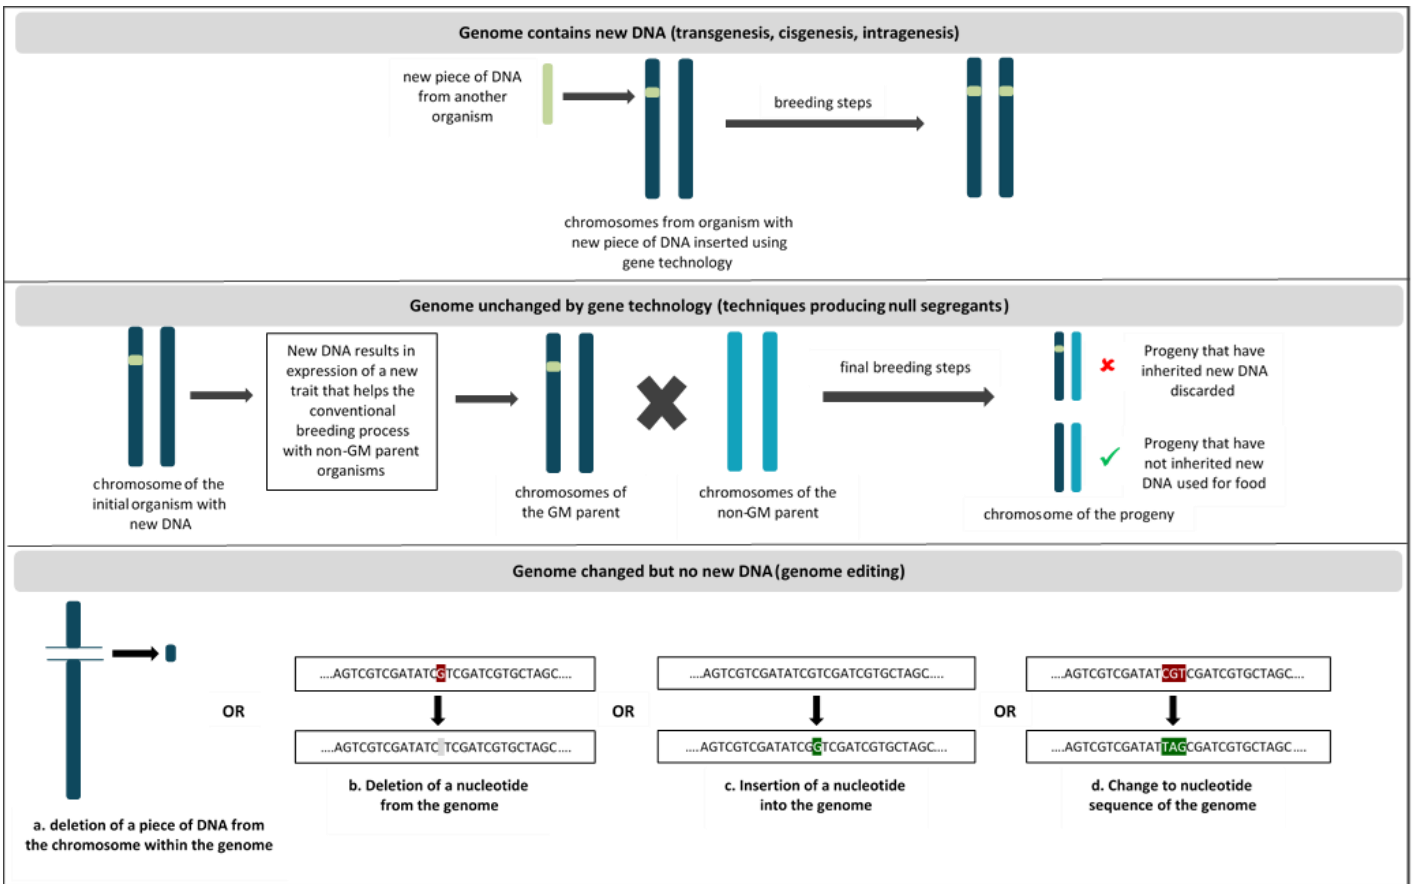 Genome contains new DNA (transgenesis, cisgenesis, intragenesis)
new piece of DNA
from another
organism
breeding steps
chromosomes from organism with
new piece of DNA inserted using
gene technology
Genome unchanged by gene technology (techniques producing null segregants)
chromosome of the
initial organism with
new DNA
New DNA results in
expression of a new
trait that helps the
conventional
breeding process
with non-GM parent
organisms
chromosomes of
the GM parent
chromosomes of the
non-GM parent
final breeding steps
Progeny that have
inherited new DNA
discarded
Progeny that have
not inherited new
DNA used for food
chromosome of the progeny
Genome changed but no new DNA (genome editing)
a. deletion of a piece of DNA from
the chromosome within the genome
OR
....AGTCGTCGATATCGTCGATCGTGCTAGC....
....AGTCGTCGATATC TCGATCGTGCTAGC....
b. Deletion of a nucleotide
from the genome
OR
....AGTCGTCGATATCGTCGATCGTGCTAGC....
....AGTCGTCGATATCGGTCGATCGTGCTAGC....
c. Insertion of a nucleotide
into the genome
OR
....AGTCGTCGATATCGTCGATCGTGCTAGC....
....AGTCGTCGATATTAGCGATCGTGCTAGC....
d. Change to nucleotide
sequence of the genome